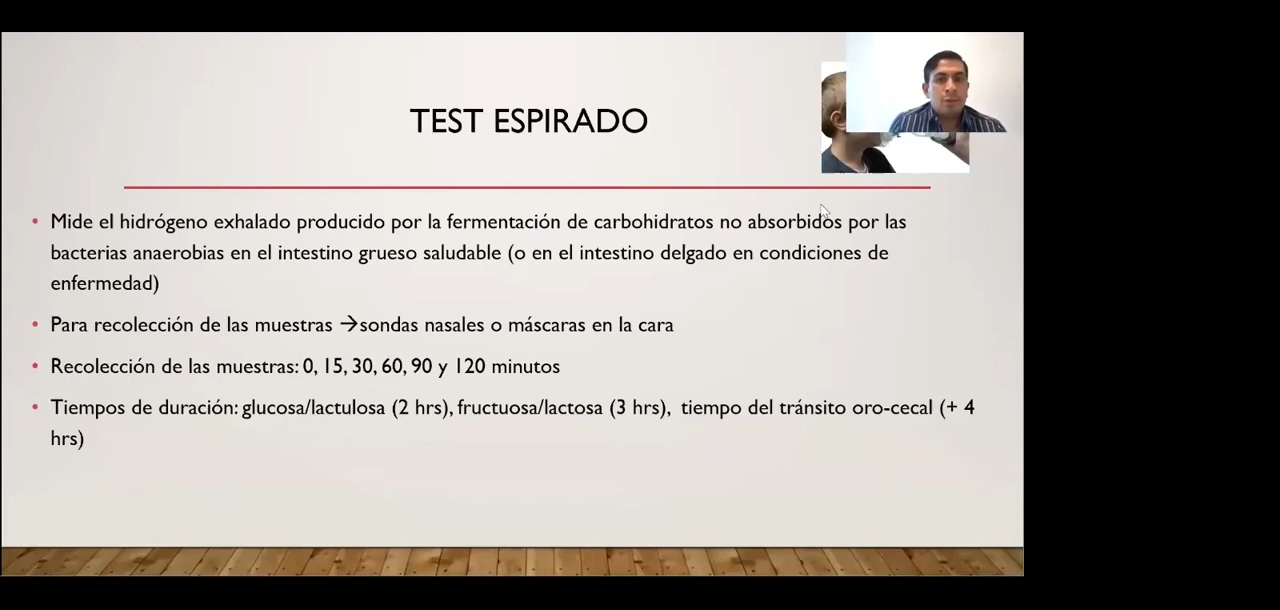 TEST ESPIRADO
• Mide el hidrógeno exhalado producido por la fermentación de carbohidratos no absorbidos por las
bacterias anaerobias en el intestino grueso saludable (o en el intestino delgado en condiciones de
enfermedad)
• Para recolección de las muestras →sondas nasales o máscaras en la cara
• Recolección de las muestras: 0, 15, 30, 60, 90 y 120 minutos
• Tiempos de duración: glucosa/lactulosa (2 hrs), fructuosa/lactosa (3 hrs), tiempo del tránsito oro-cecal (+ 4
hrs)